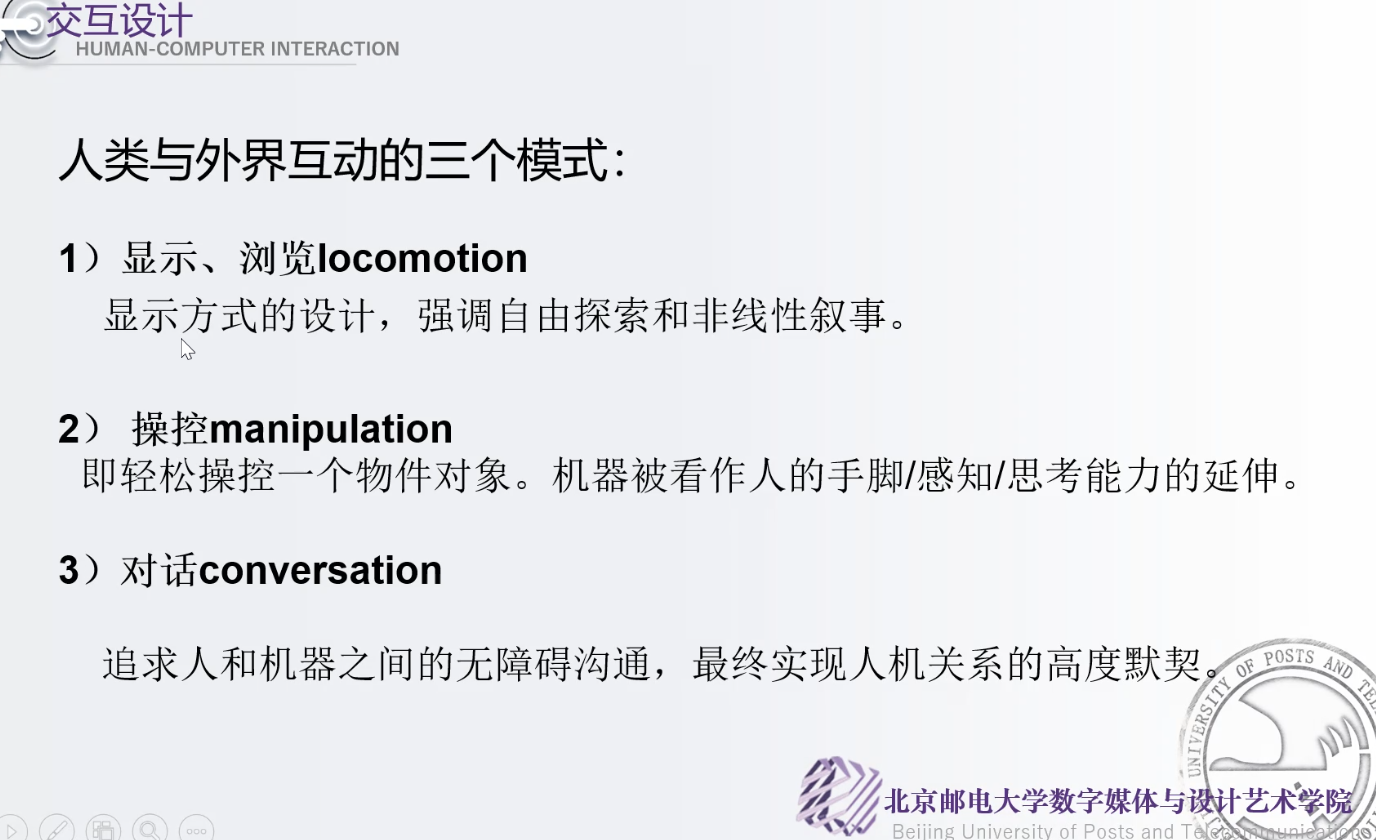 交互设计
HUMAN-COMPUTER INTERACTION
人类与外界互动的三个模式：
1）显示、浏览locomotion
显示方式的设计，强调自由探索和非线性叙事。
2） 操控manipulation
即轻松操控一个物件对象。机器被看作人的手脚/感知/思考能力的延伸。
3）对话conversation
追求人和机器之间的无障碍沟通，最终实现人机关系的高度默契。
UNIVERSITY OF POSTS AND
北京邮电大学数字媒体与设计艺术学院
Beijing University of Posts and Telecommunications